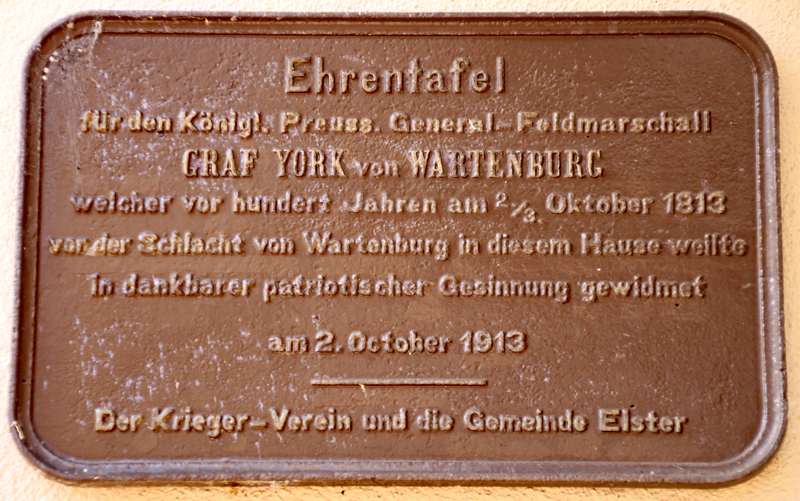 Ehrentafel
für den Königl. Preuss. General-Feldmarschall
GRAF YORK von WARTENBURG
welcher vor hundert Jahren am 2/3. Oktober 1813
vor der Schlacht von Wartenburg in diesem Hause weilte
In dankbarer patriotischer Gesinnung gewidmet
am 2. October 1913
Der Krieger-Verein und die Gemeinde Elster